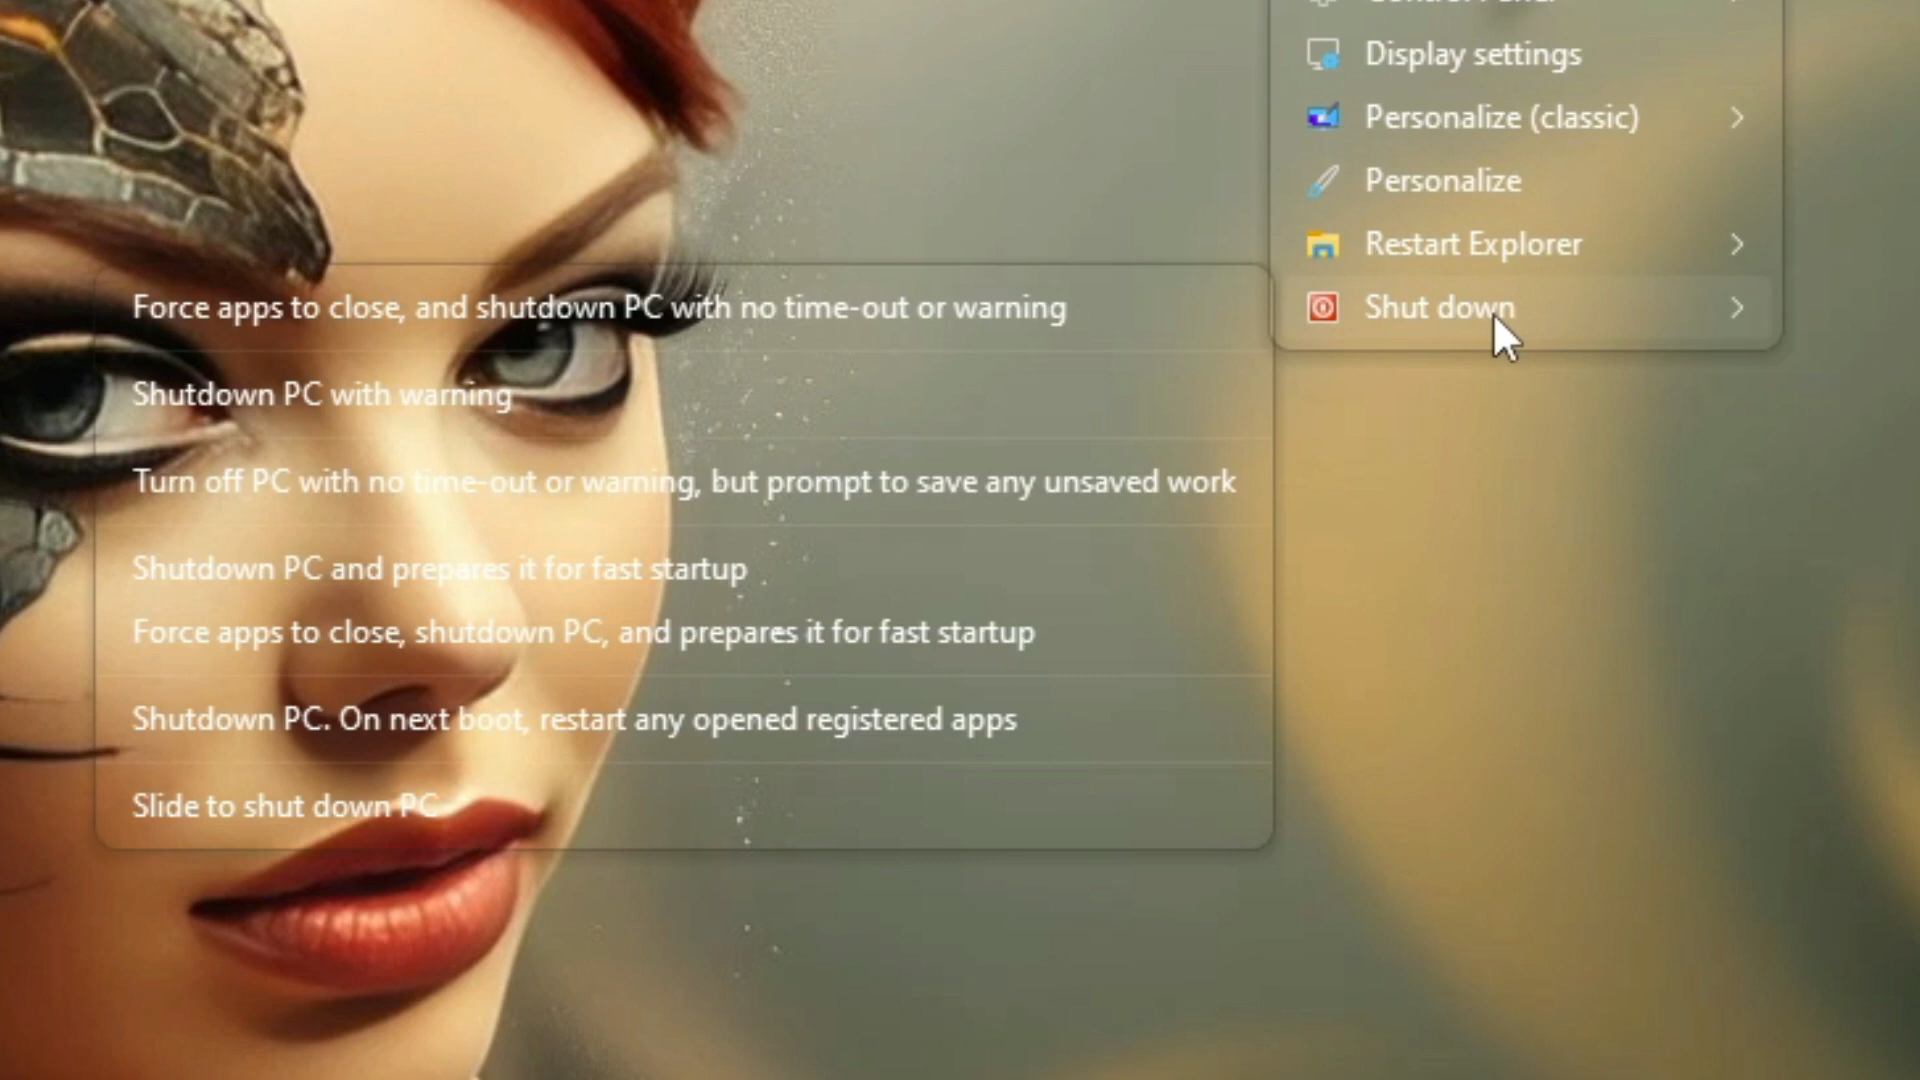 Control Panel
Display settings
Personalize (classic)
Personalize
Restart Explorer
Shut down
Force apps to close, and shutdown PC with no time-out or warning
Shutdown PC with warning
Turn off PC with no time-out or warning, but prompt to save any unsaved work
Shutdown PC and prepares it for fast startup
Force apps to close, shutdown PC, and prepares it for fast startup
Shutdown PC. On next boot, restart any opened registered apps
Slide to shut down PC